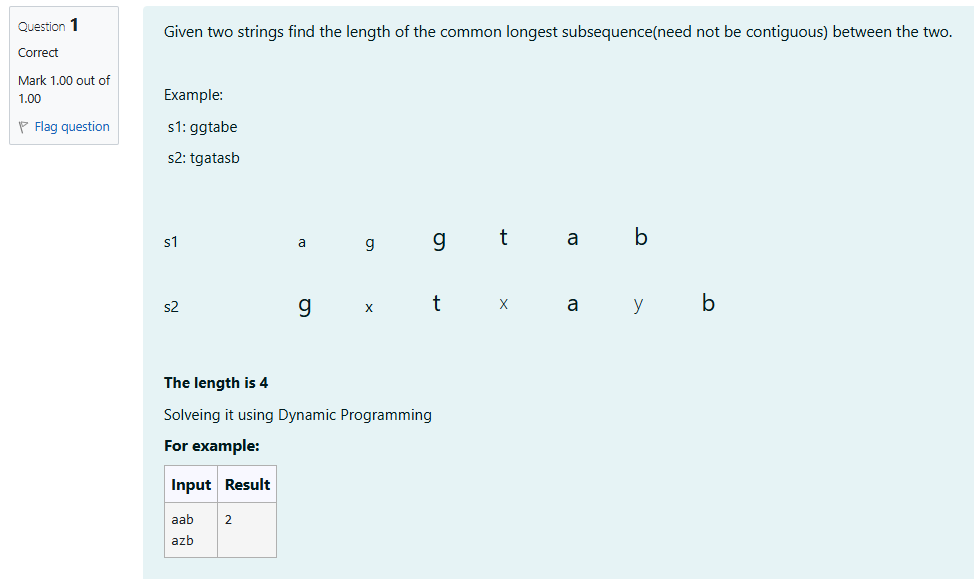 Question 1
Correct
Mark 1.00 out of
1.00
Flag question
Given two strings find the length of the common longest subsequence(need not be contiguous) between the two.
Example:
s1: ggtabe
s2: tgatasb
s1 a g g t a b
s2 g x t x a y b
The length is 4
Solveing it using Dynamic Programming
For example:
Input Result
aab 2
azb